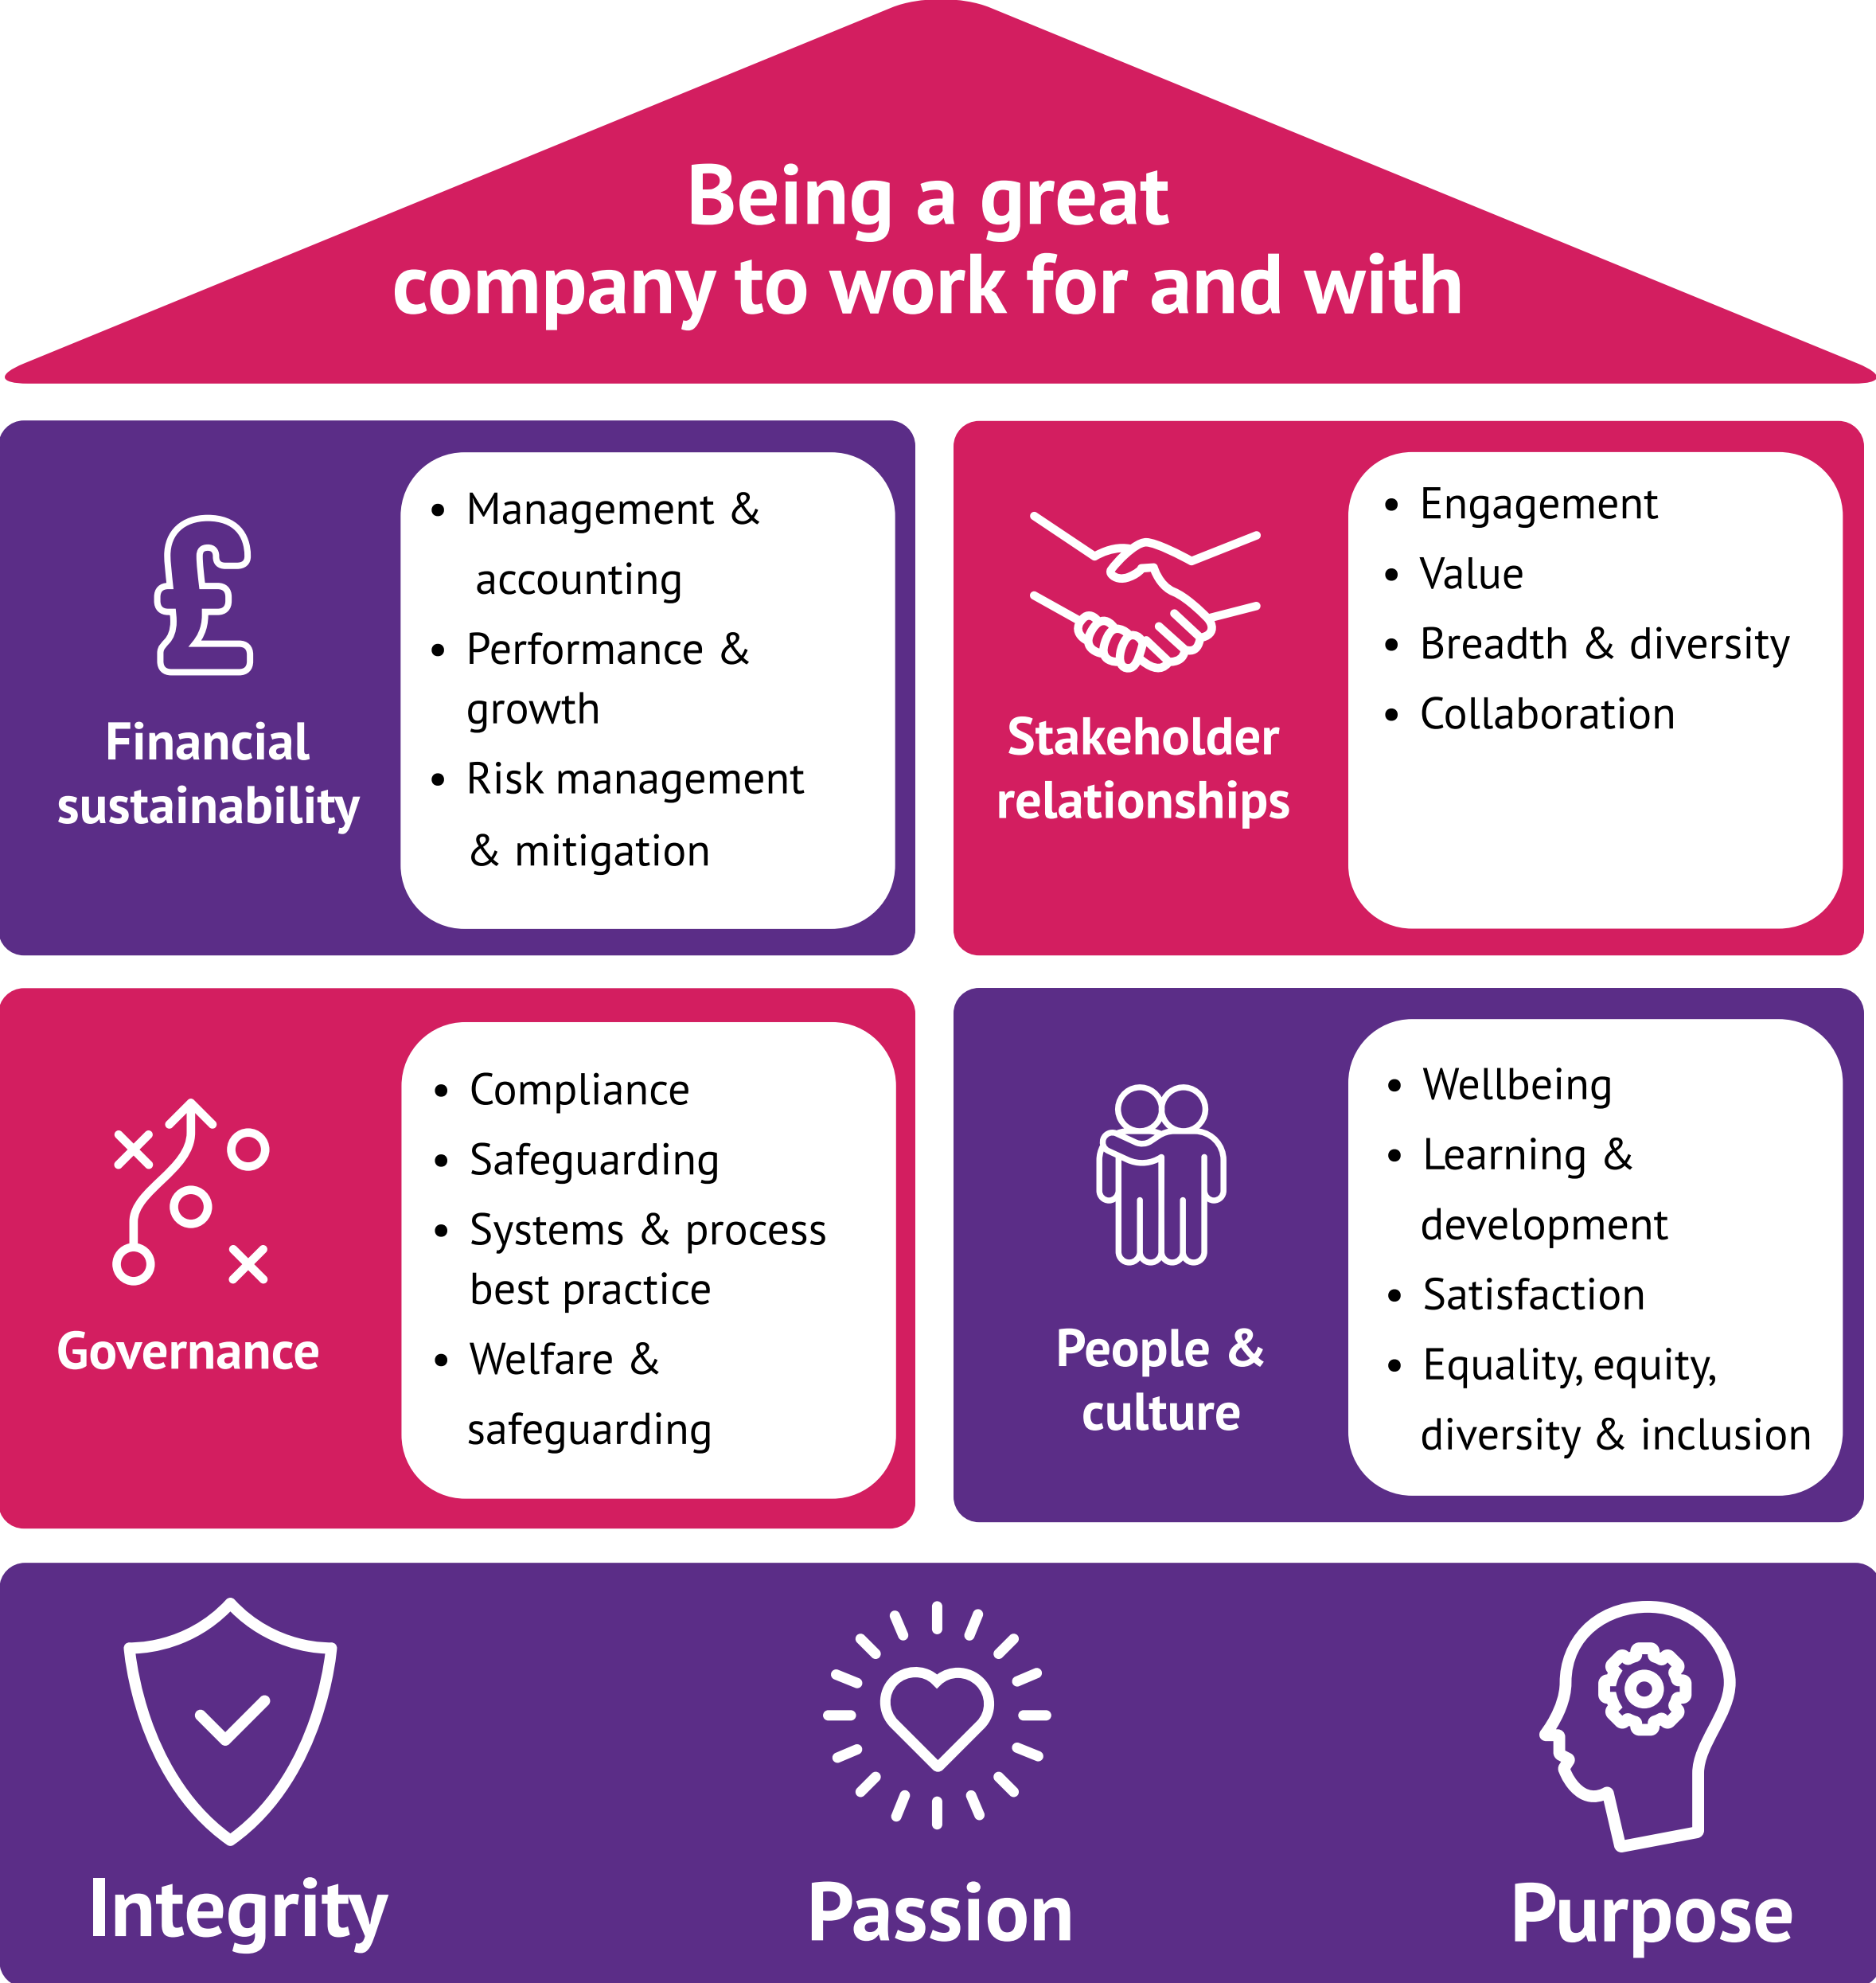 Being a great
company to work for and with
Financial
sustainability
• Management &
accounting
• Performance &
growth
• Risk management
& mitigation
Stakeholder
relationships
• Engagement
• Value
• Breadth & diversity
• Collaboration
Governance
• Compliance
• Safeguarding
• Systems & process
best practice
• Welfare &
safeguarding
People &
culture
• Wellbeing
• Learning &
development
• Satisfaction
• Equality, equity,
diversity & inclusion
Integrity
Passion
Purpose